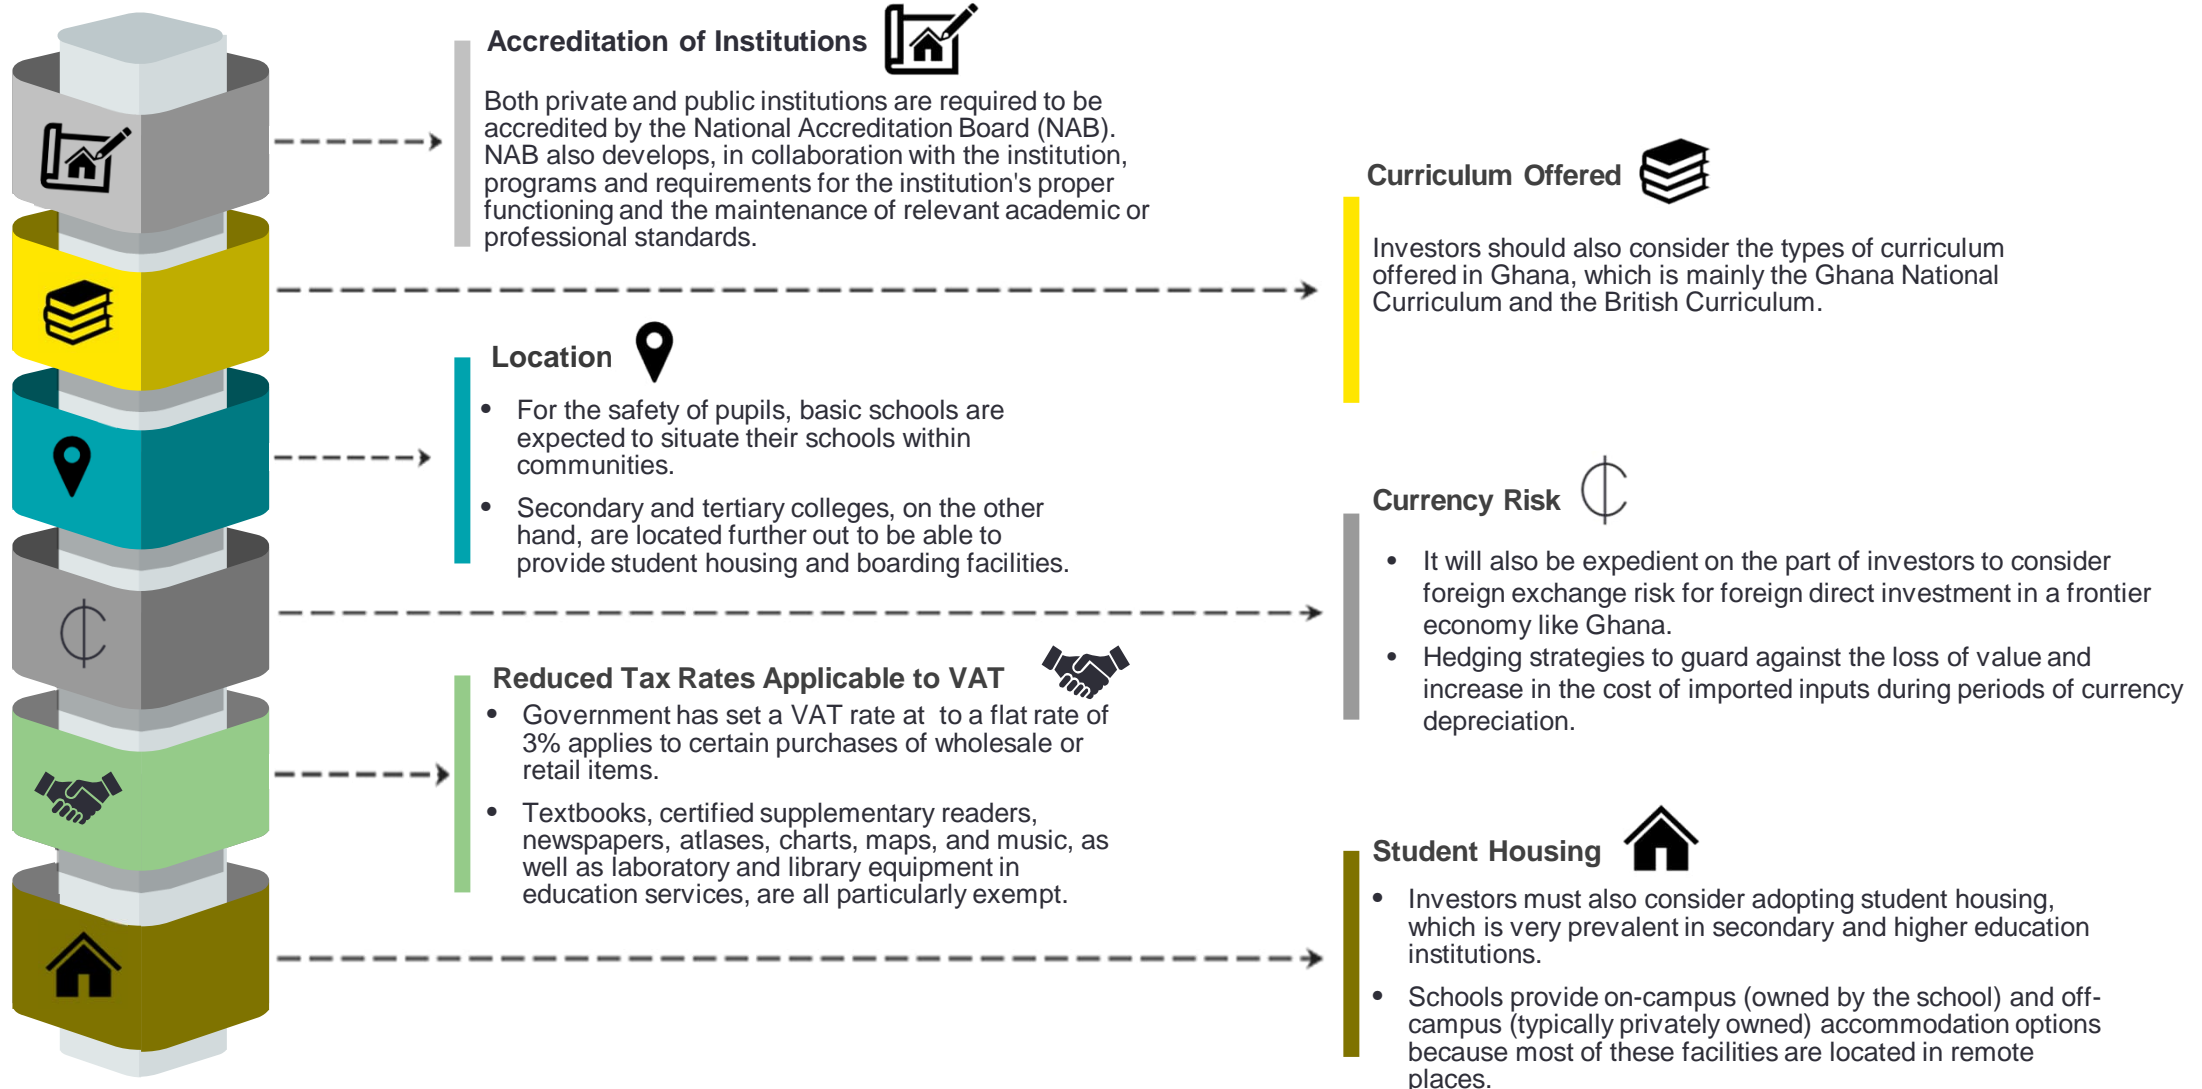 Accreditation of Institutions
Both private and public institutions are required to be
accredited by the National Accreditation Board (NAB).
NAB also develops, in collaboration with the institution,
programs and requirements for the institution's proper
functioning and the maintenance of relevant academic or
professional standards.
Curriculum Offered
Investors should also consider the types of curriculum
offered in Ghana, which is mainly the Ghana National
Curriculum and the British Curriculum.
Location
• For the safety of pupils, basic schools are
expected to situate their schools within
communities.
• Secondary and tertiary colleges, on the other
hand, are located further out to be able to
provide student housing and boarding facilities.
Currency Risk
• It will also be expedient on the part of investors to consider
foreign exchange risk for foreign direct investment in a frontier
economy like Ghana.
• Hedging strategies to guard against the loss of value and
increase in the cost of imported inputs during periods of currency
depreciation.
Reduced Tax Rates Applicable to VAT
• Government has set a VAT rate at to a flat rate of
3% applies to certain purchases of wholesale or
retail items.
• Textbooks, certified supplementary readers,
newspapers, atlases, charts, maps, and music, as
well as laboratory and library equipment in
education services, are all particularly exempt.
Student Housing
• Investors must also consider adopting student housing,
which is very prevalent in secondary and higher education
institutions.
• Schools provide on-campus (owned by the school) and off-
campus (typically privately owned) accommodation options
because most of these facilities are located in remote
places.